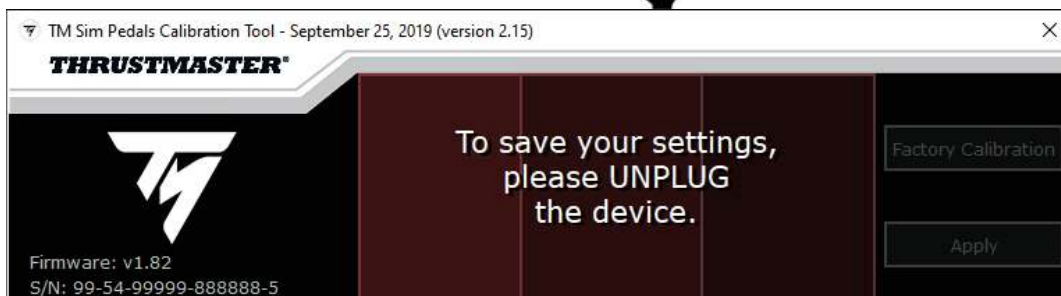 TM Sim Pedals Calibration Tool - September 25, 2019 (version 2.15)
THRUSTMASTER®
To save your settings,
please UNPLUG
the device.
Factory Calibration
Apply
Firmware: v1.82
S/N: 99-54-99999-888888-5